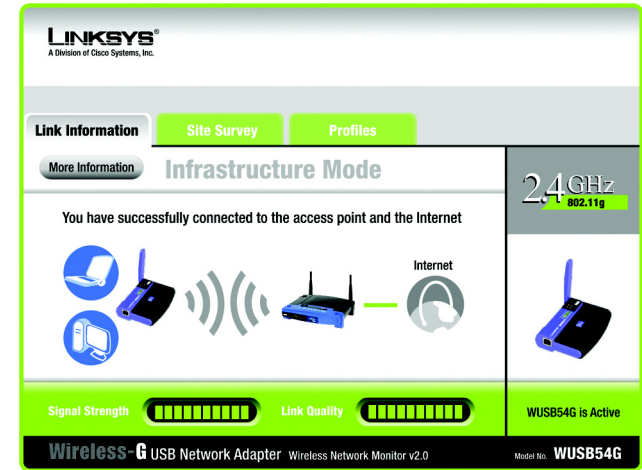 LINKSYS®
A Division of Cisco Systems, Inc.
Link Information
Site Survey
Profiles
More Information
Infrastructure Mode
2.4GHz
802.11g
You have successfully connected to the access point and the Internet
Internet
Signal Strength
Link Quality
WUSB54G is Active
Wireless-G USB Network Adapter Wireless Network Monitor v2.0
Model No. WUSB54G